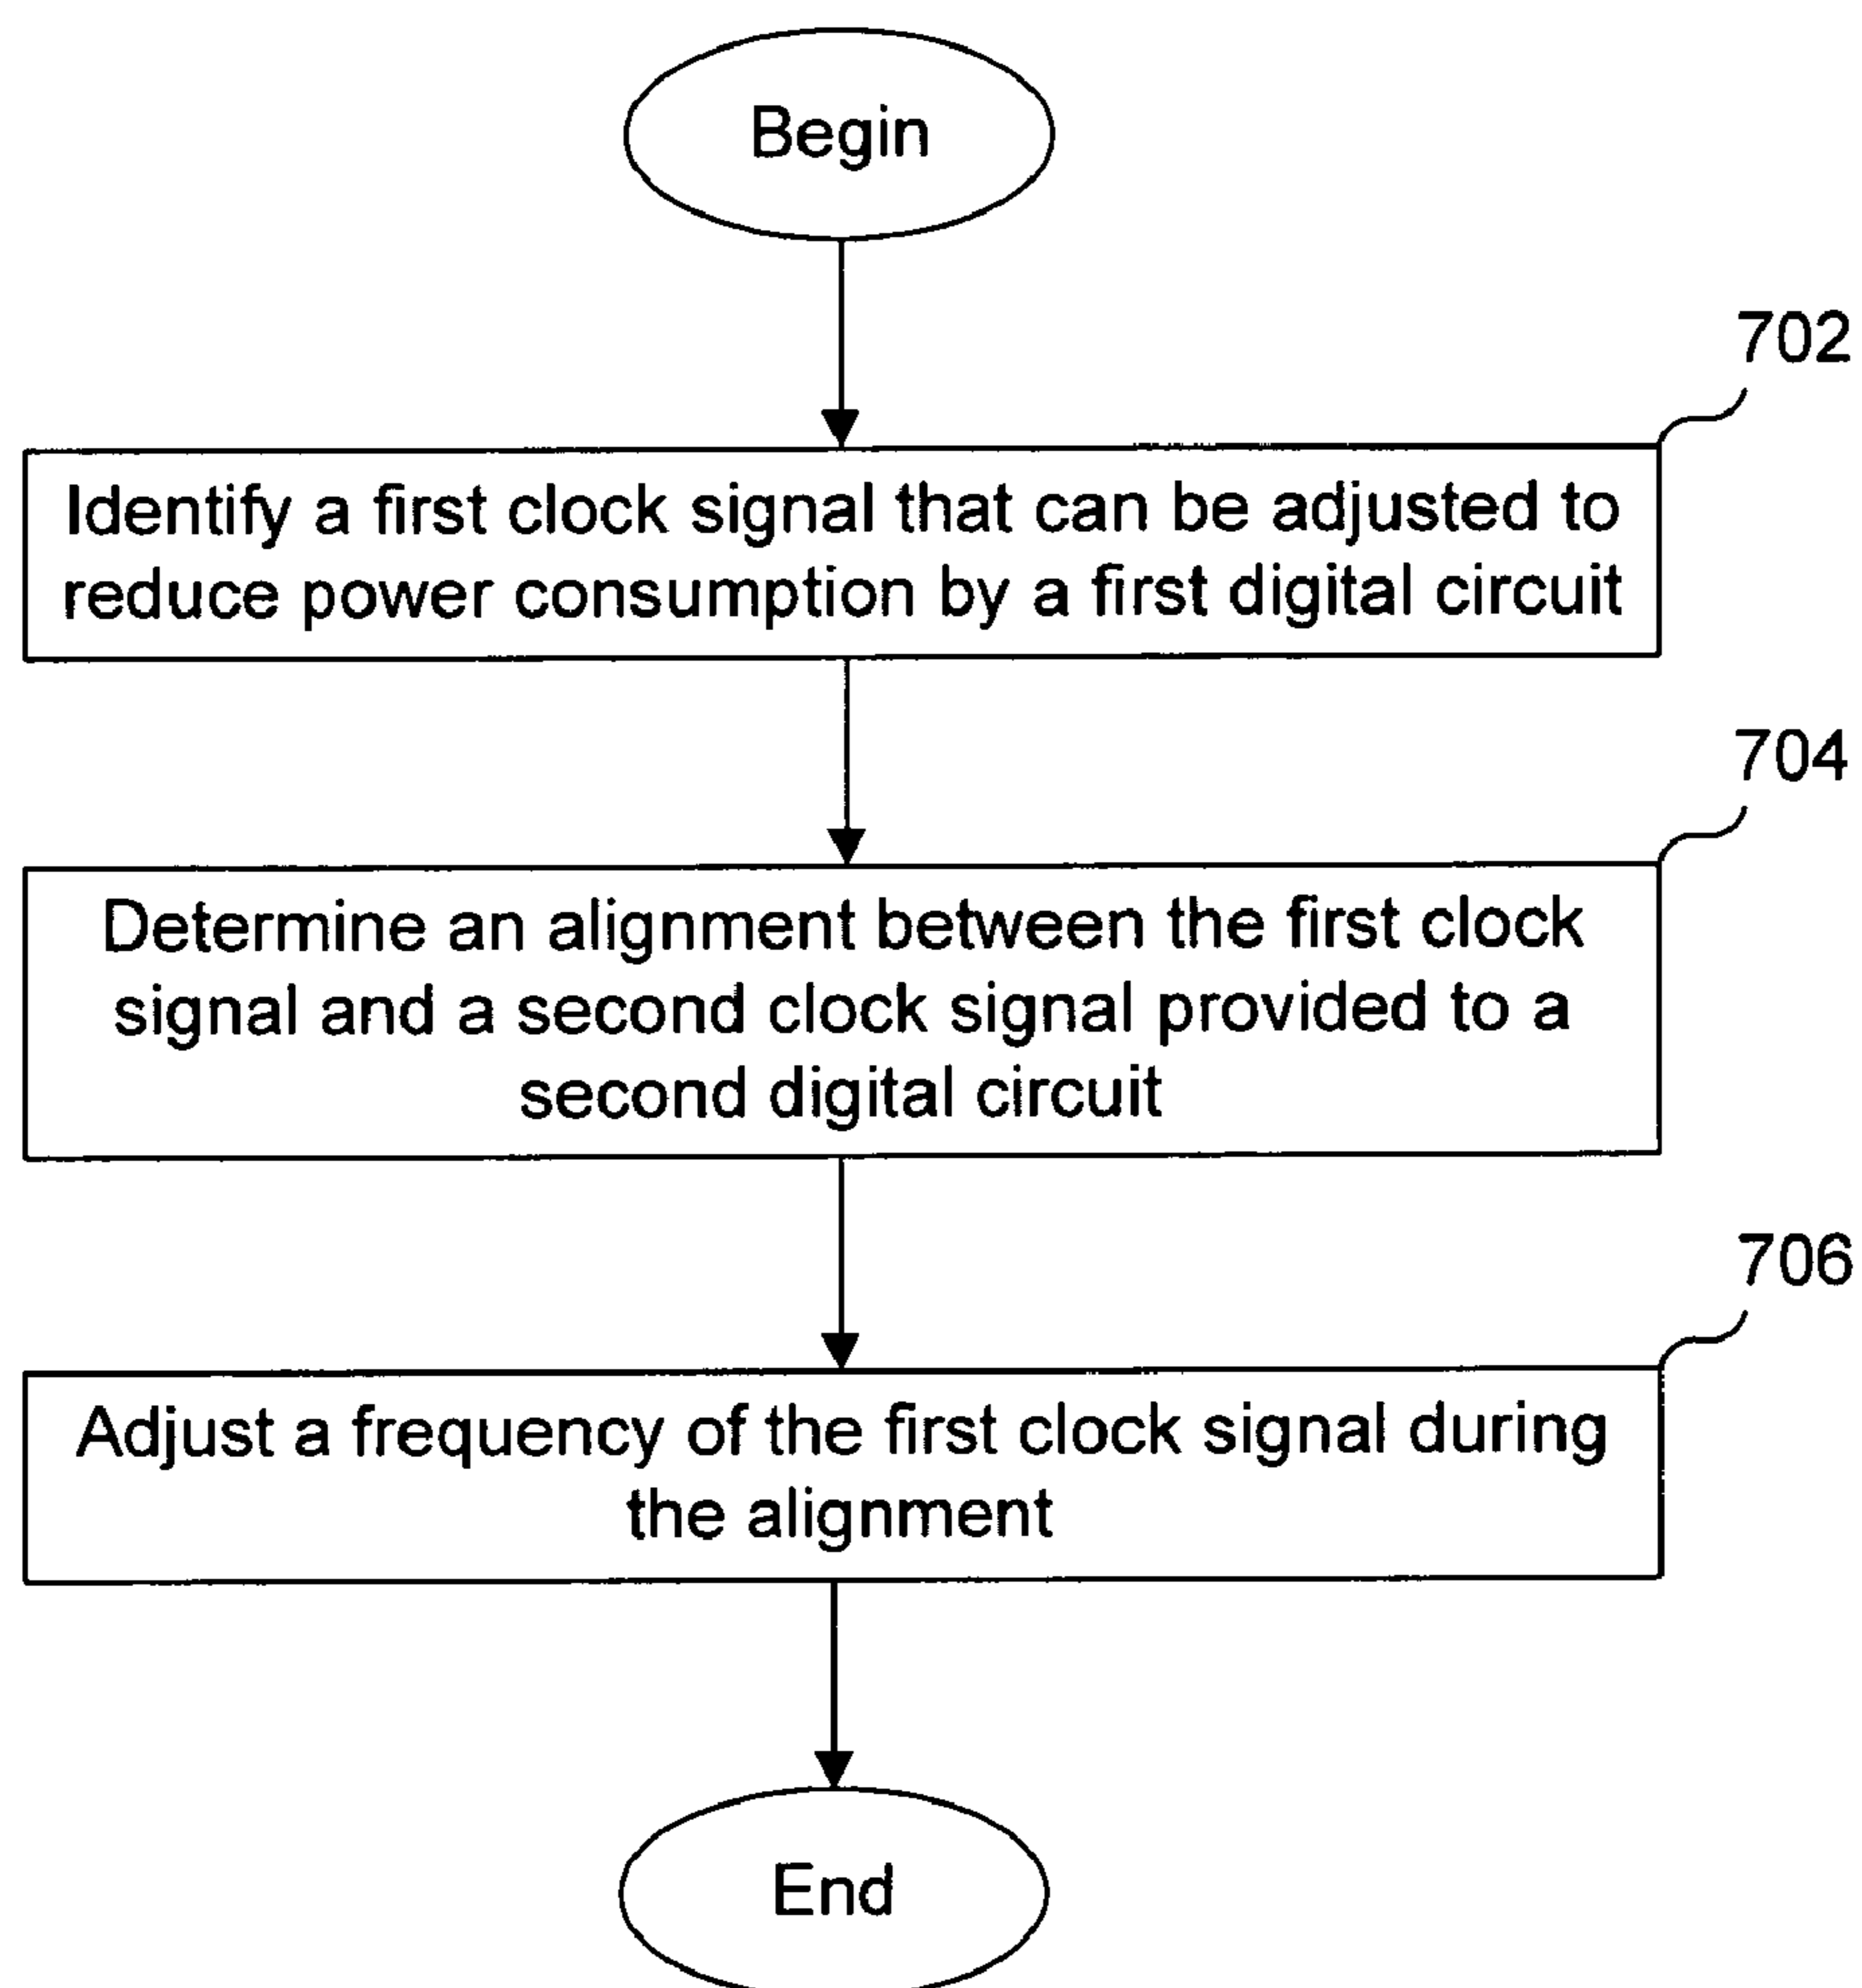 Begin
702
Identify a first clock signal that can be adjusted to
reduce power consumption by a first digital circuit
704
Determine an alignment between the first clock
signal and a second clock signal provided to a
second digital circuit
706
Adjust a frequency of the first clock signal during
the alignment
End